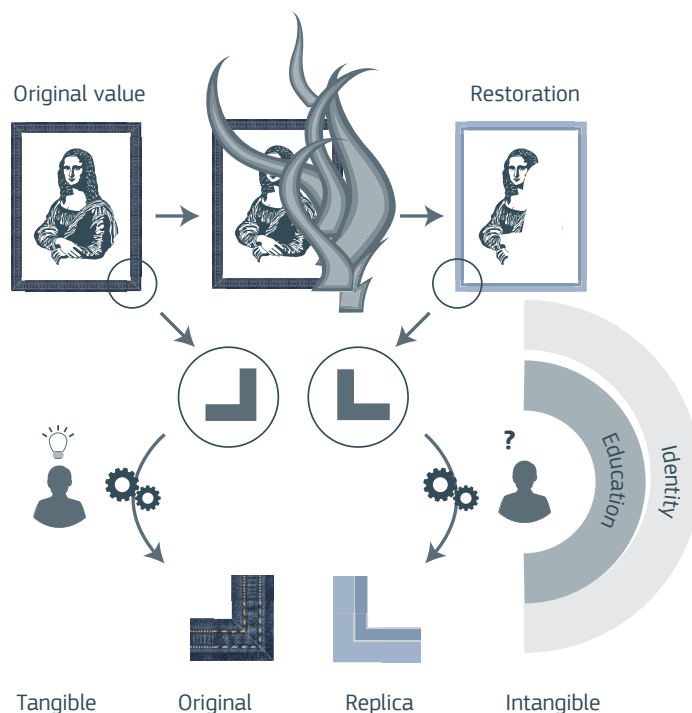 Original value
Restoration
?
Education
Identity
Tangible
Original
Replica
Intangible